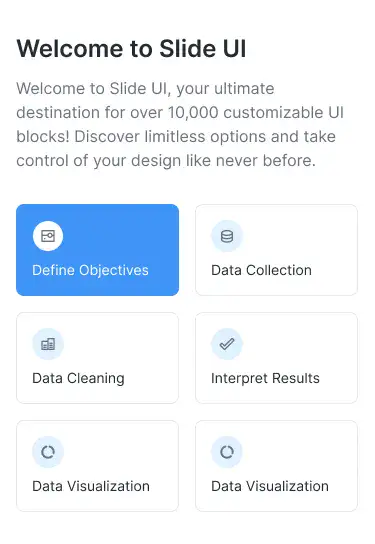 Welcome to Slide UI
Welcome to Slide UI, your ultimate
destination for over 10,000 customizable UI
blocks! Discover limitless options and take
control of your design like never before.
Define Objectives
Data Collection
Data Cleaning
Interpret Results
Data Visualization
Data Visualization